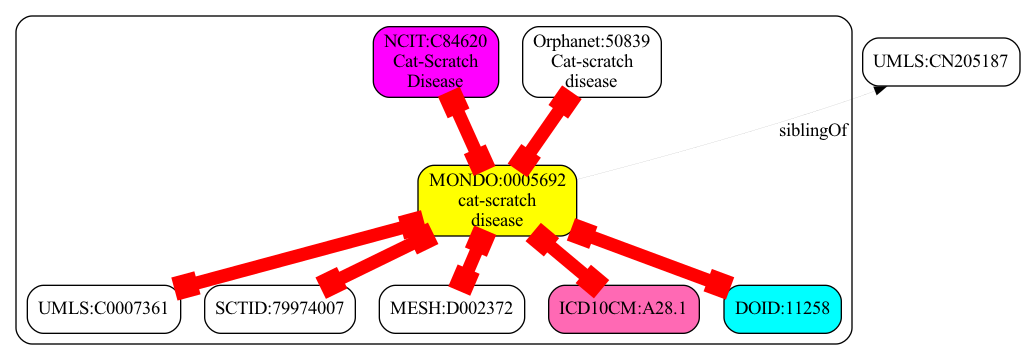 NCIT:C84620
Cat-Scratch
Disease
Orphanet:50839
Cat-scratch
disease
UMLS:CN205187
siblingOf
MONDO:0005692
cat-scratch
disease
UMLS:C0007361
SCTID:79974007
MESH:D002372
ICD10CM:A28.1
DOID:11258